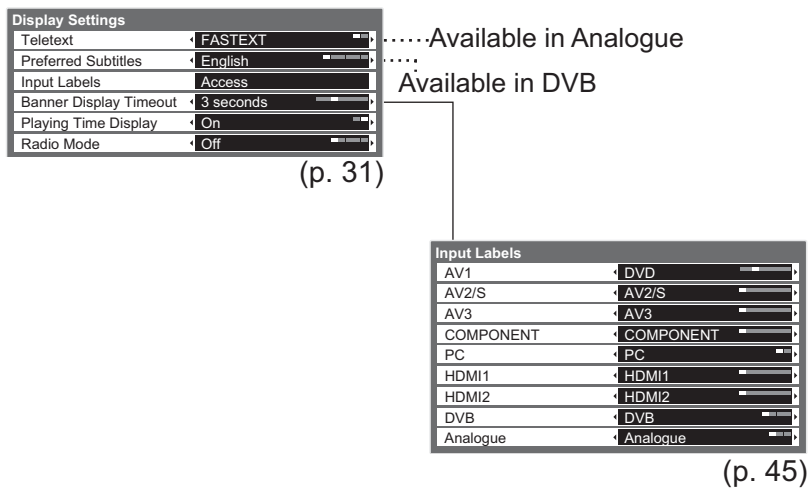 Display Settings
Teletext FASTEXT
Available in Analogue
Preferred Subtitles English
Available in DVB
Input Labels Access
Banner Display Timeout 3 seconds
Playing Time Display On
Radio Mode Off
(p. 31)
Input Labels
AV1 DVD
AV2/S AV2/S
AV3 AV3
COMPONENT COMPONENT
PC PC
HDMI1 HDMI1
HDMI2 HDMI2
DVB DVB
Analogue Analogue
(p. 45)